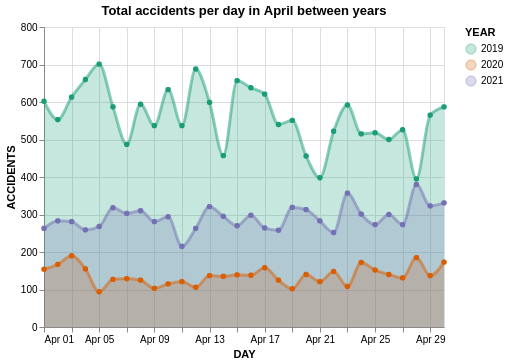 Total accidents per day in April between years
YEAR
2019
2020
2021
ACCIDENTS
800
700
600
500
400
300
200
100
0
Apr 01 Apr 05 Apr 09 Apr 13 Apr 17 Apr 21 Apr 25 Apr 29
DAY